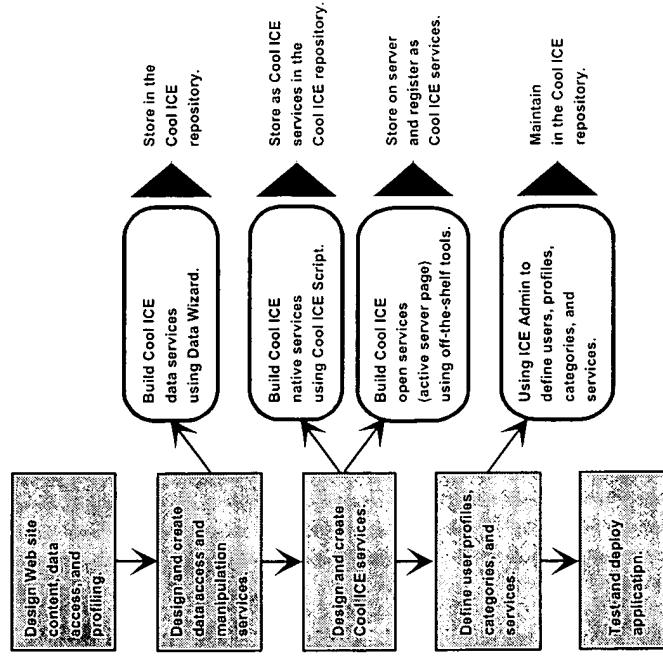 Design Web site
content, data
access, and
profiling.
Design and create
data access and
manipulation
services.
Build Cool ICE
data services
using Data Wizard.
Store in the
Cool ICE
repository.
Design and create
Cool ICE services.
Build Cool ICE
native services
using Cool ICE Script.
Store as Cool ICE
services in the
Cool ICE repository.
Build Cool ICE
open services
(active server page)
using off-the-shelf tools.
Store on server
and register as
Cool ICE services.
Define user profiles,
categories, and
services.
Using ICE Admin to
define users, profiles,
categories, and
services.
Maintain
in the Cool ICE
repository.
Test and deploy
application.